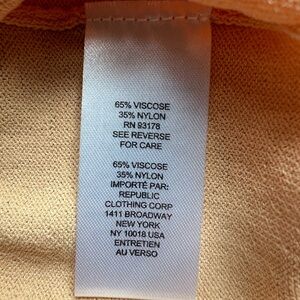 65% VISCOSE
35% NYLON
RN 93178
SEE REVERSE
FOR CARE
65% VISCOSE
35% NYLON
IMPORTÉ PAR:
REPUBLIC
CLOTHING CORP
1411 BROADWAY
NEW YORK
NY 10018 USA
ENTRETIEN
AU VERSO